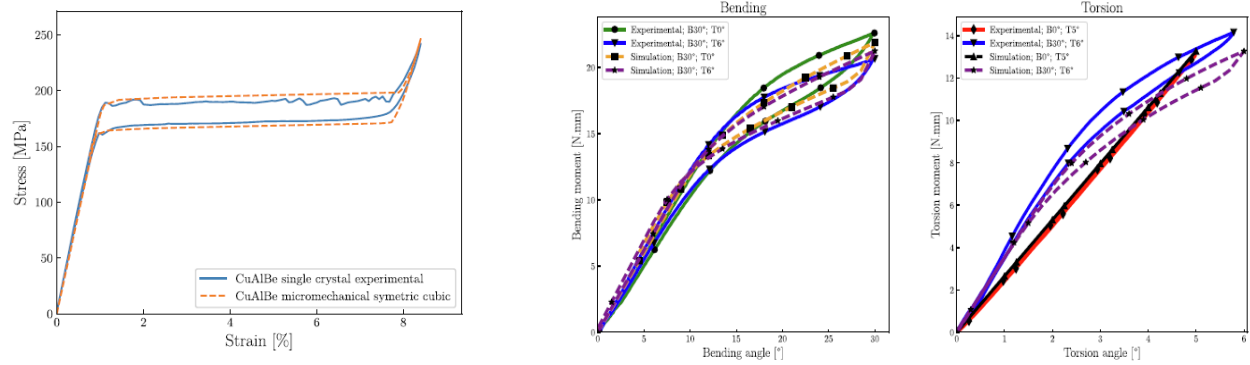 250
200
150
100
50
0
Stress [MPa]
0
2
4
6
8
Strain [%]
CuAlBe single crystal experimental
CuAlBe micromechanical symetric cubic
Bending
Experimental; B30°; T0°
Experimental; B30°; T6°
Simulation; B30°; T0°
Simulation; B30°; T6°
20
15
10
5
0
Bending moment [N.mm]
0
5
10
15
20
25
30
Bending angle [°]
Torsion
Experimental; B0°; T5°
Experimental; B30°; T6°
Simulation; B0°; T5°
Simulation; B30°; T6°
14
12
10
8
6
4
2
0
Torsion moment [N.mm]
0
1
2
3
4
5
6
Torsion angle [°]